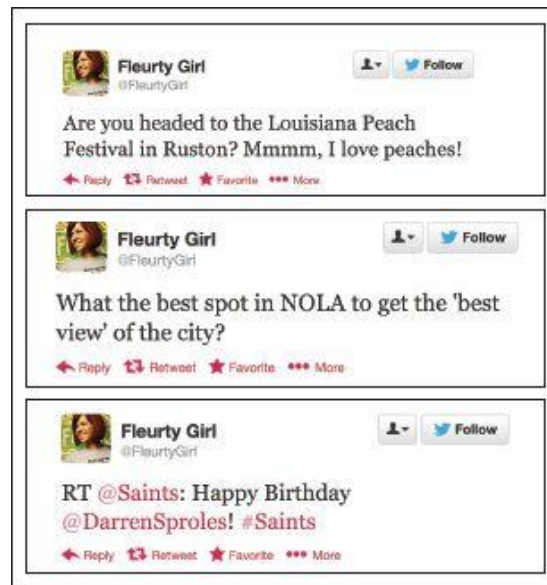 Fleurty Girl
@FleurtyGirl
Follow
Are you headed to the Louisiana Peach
Festival in Ruston? Mmmm, I love peaches!
Reply Retweet Favorite More
Fleurty Girl
@FleurtyGirl
Follow
What the best spot in NOLA to get the 'best
view' of the city?
Reply Retweet Favorite More
Fleurty Girl
@FleurtyGirl
Follow
RT @Saints: Happy Birthday
@DarrenSproles! #Saints
Reply Retweet Favorite More